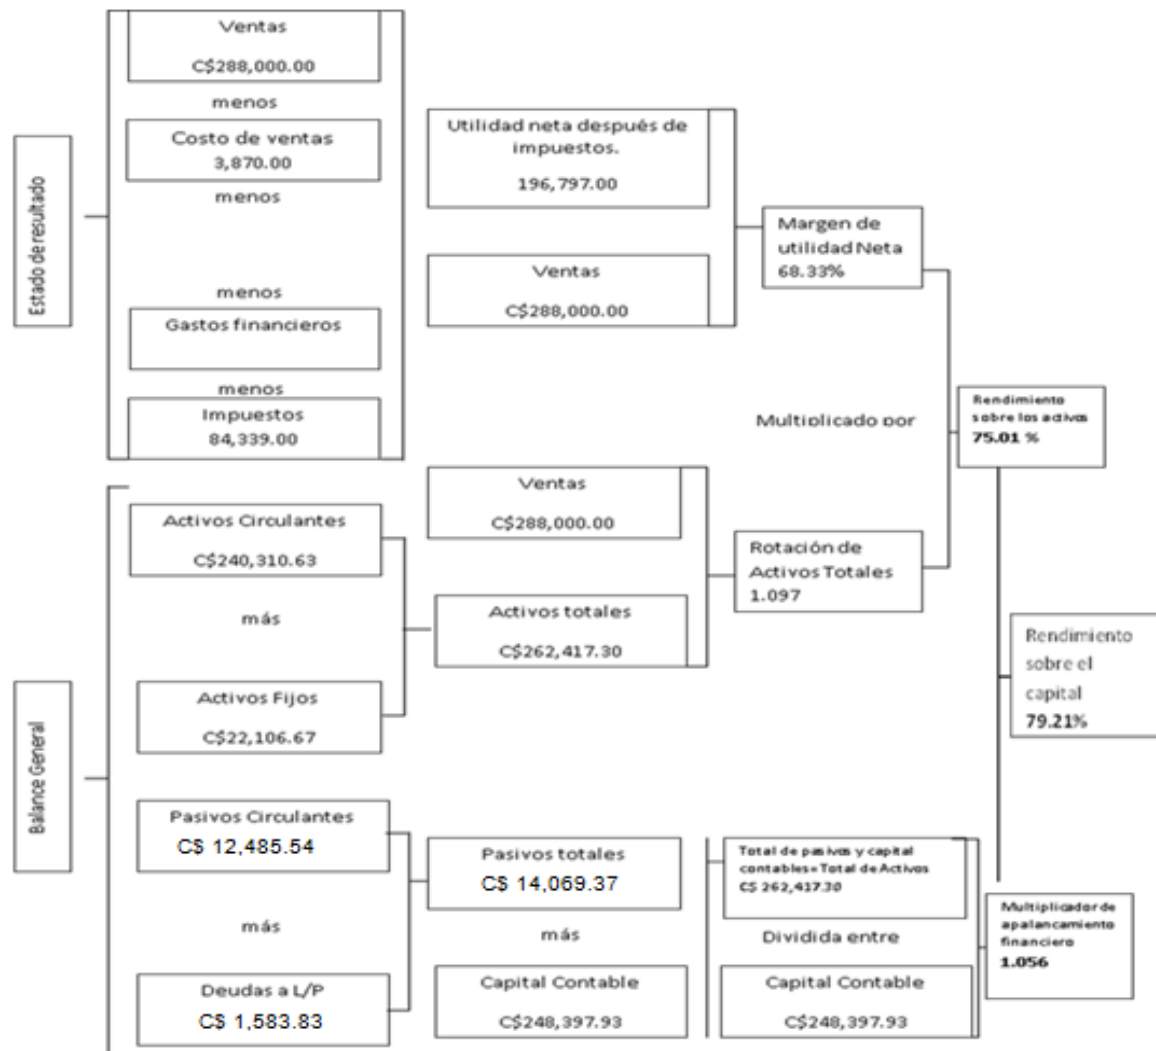 Estado de resultado
Ventas
C$288,000.00
menos
Costo de ventas
3,870.00
menos
menos
Gastos financieros
menos
Impuestos
84,339.00
Utilidad neta después de
impuestos.
196,797.00
Ventas
C$288,000.00
Margen de
utilidad Neta
68.33%
Multiplicado por
Rendimiento
sobre los activos
75.01 %
Balance General
Activos Circulantes
C$240,310.63
más
Activos Fijos
C$22,106.67
Ventas
C$288,000.00
Activos totales
C$262,417.30
Rotación de
Activos Totales
1.097
Rendimiento
sobre el
capital
79.21%
Pasivos Circulantes
C$ 12,485.54
más
Deudas a L/P
C$ 1,583.83
Pasivos totales
C$ 14,069.37
más
Capital Contable
C$248,397.93
Total de pasivos y capital
contables=Total de Activos
C$ 262,417.30
Dividida entre
Capital Contable
C$248,397.93
Multiplicador de
apalancamiento
financiero
1.056